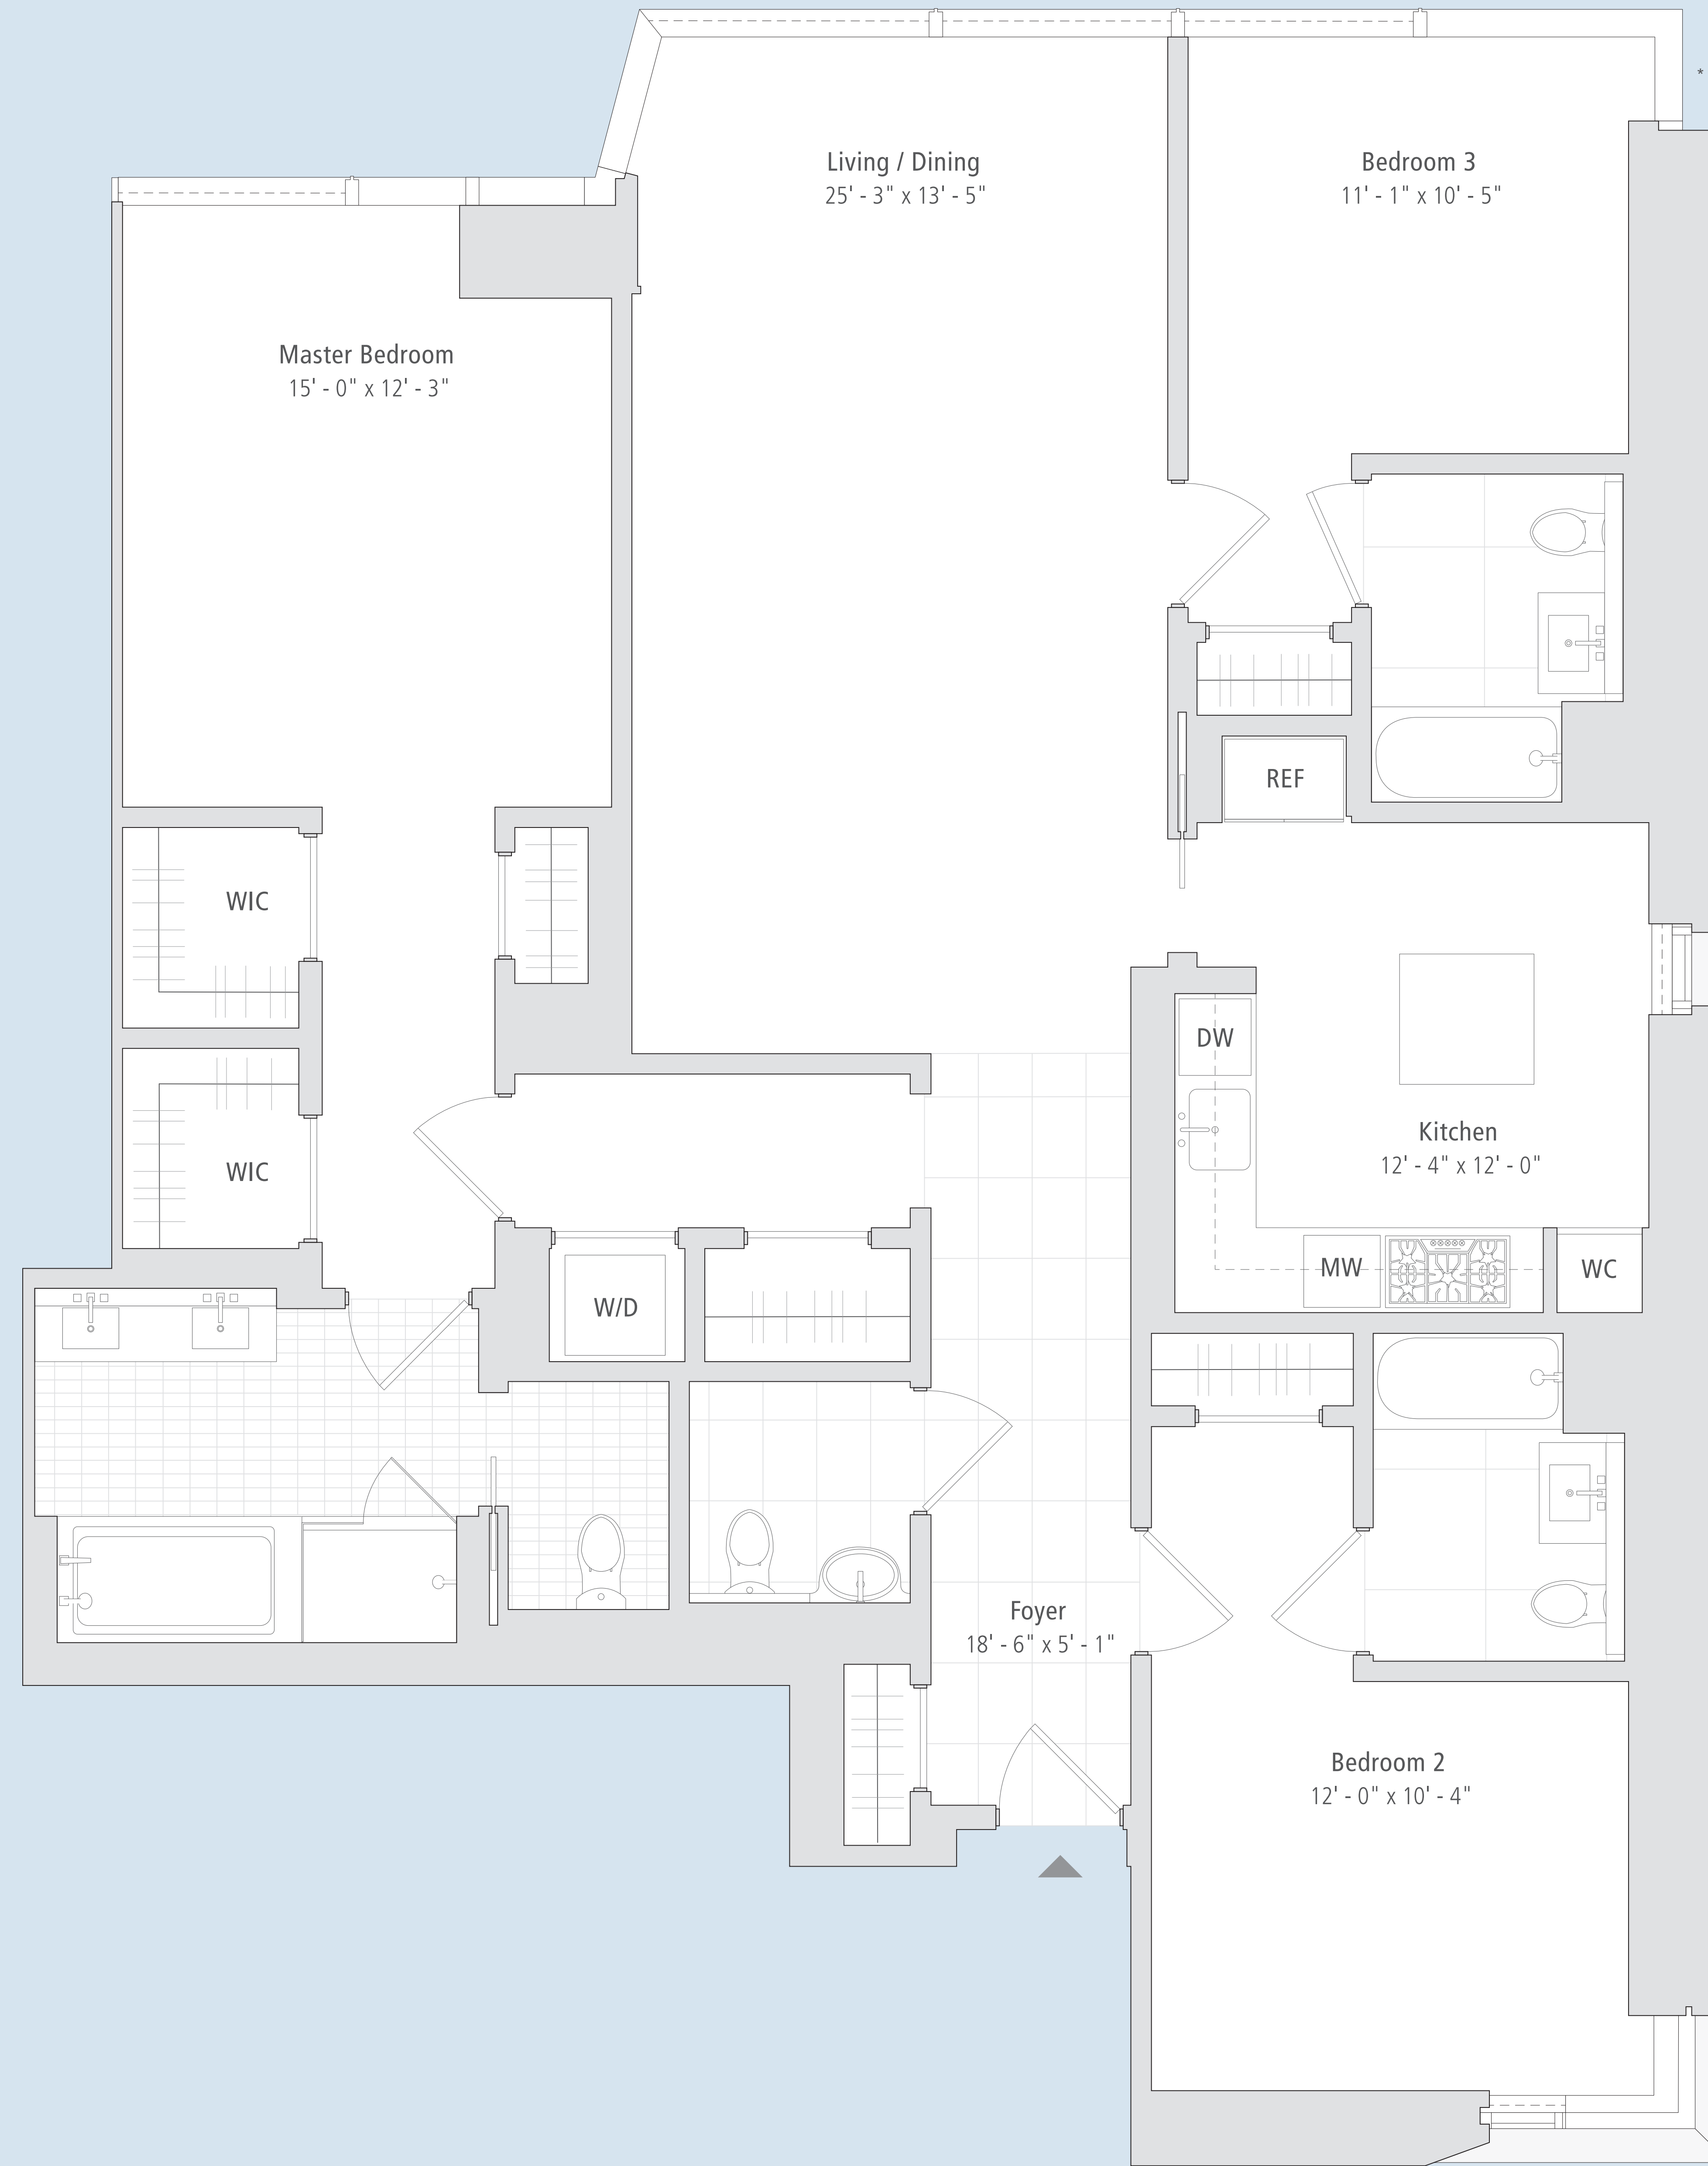 *
Living / Dining
25' - 3" x 13' - 5"
Bedroom 3
11' - 1" x 10' - 5"
Master Bedroom
15' - 0" x 12' - 3"
REF
WIC
DW
Kitchen
12' - 4" x 12' - 0"
WIC
MW
WC
W/D
Foyer
18' - 6" x 5' - 1"
Bedroom 2
12' - 0" x 10' - 4"